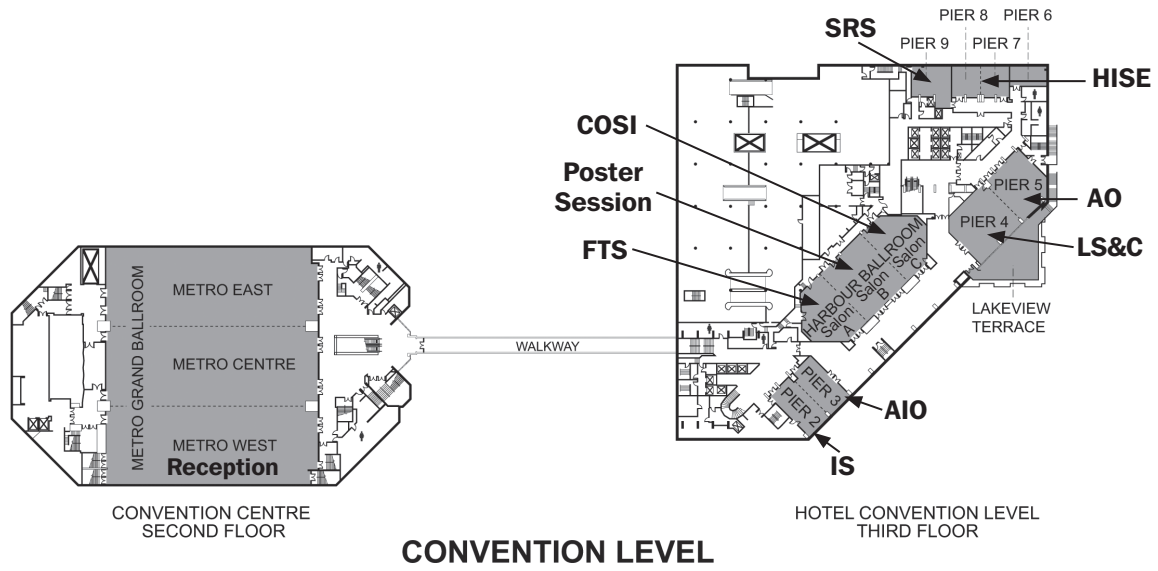 PIER 8
PIER 6
SRS
PIER 9
PIER 7
HISE
COSI
Poster
Session
FTS
PIER 5
AO
PIER 4
LS&C
HARBOUR BALLROOM
Salon
A
Salon
B
Salon
C
LAKEVIEW
TERRACE
METRO GRAND BALLROOM
METRO EAST
METRO CENTRE
METRO WEST
Reception
WALKWAY
PIER 3
PIER 2
AIO
IS
CONVENTION CENTRE
SECOND FLOOR
HOTEL CONVENTION LEVEL
THIRD FLOOR
CONVENTION LEVEL